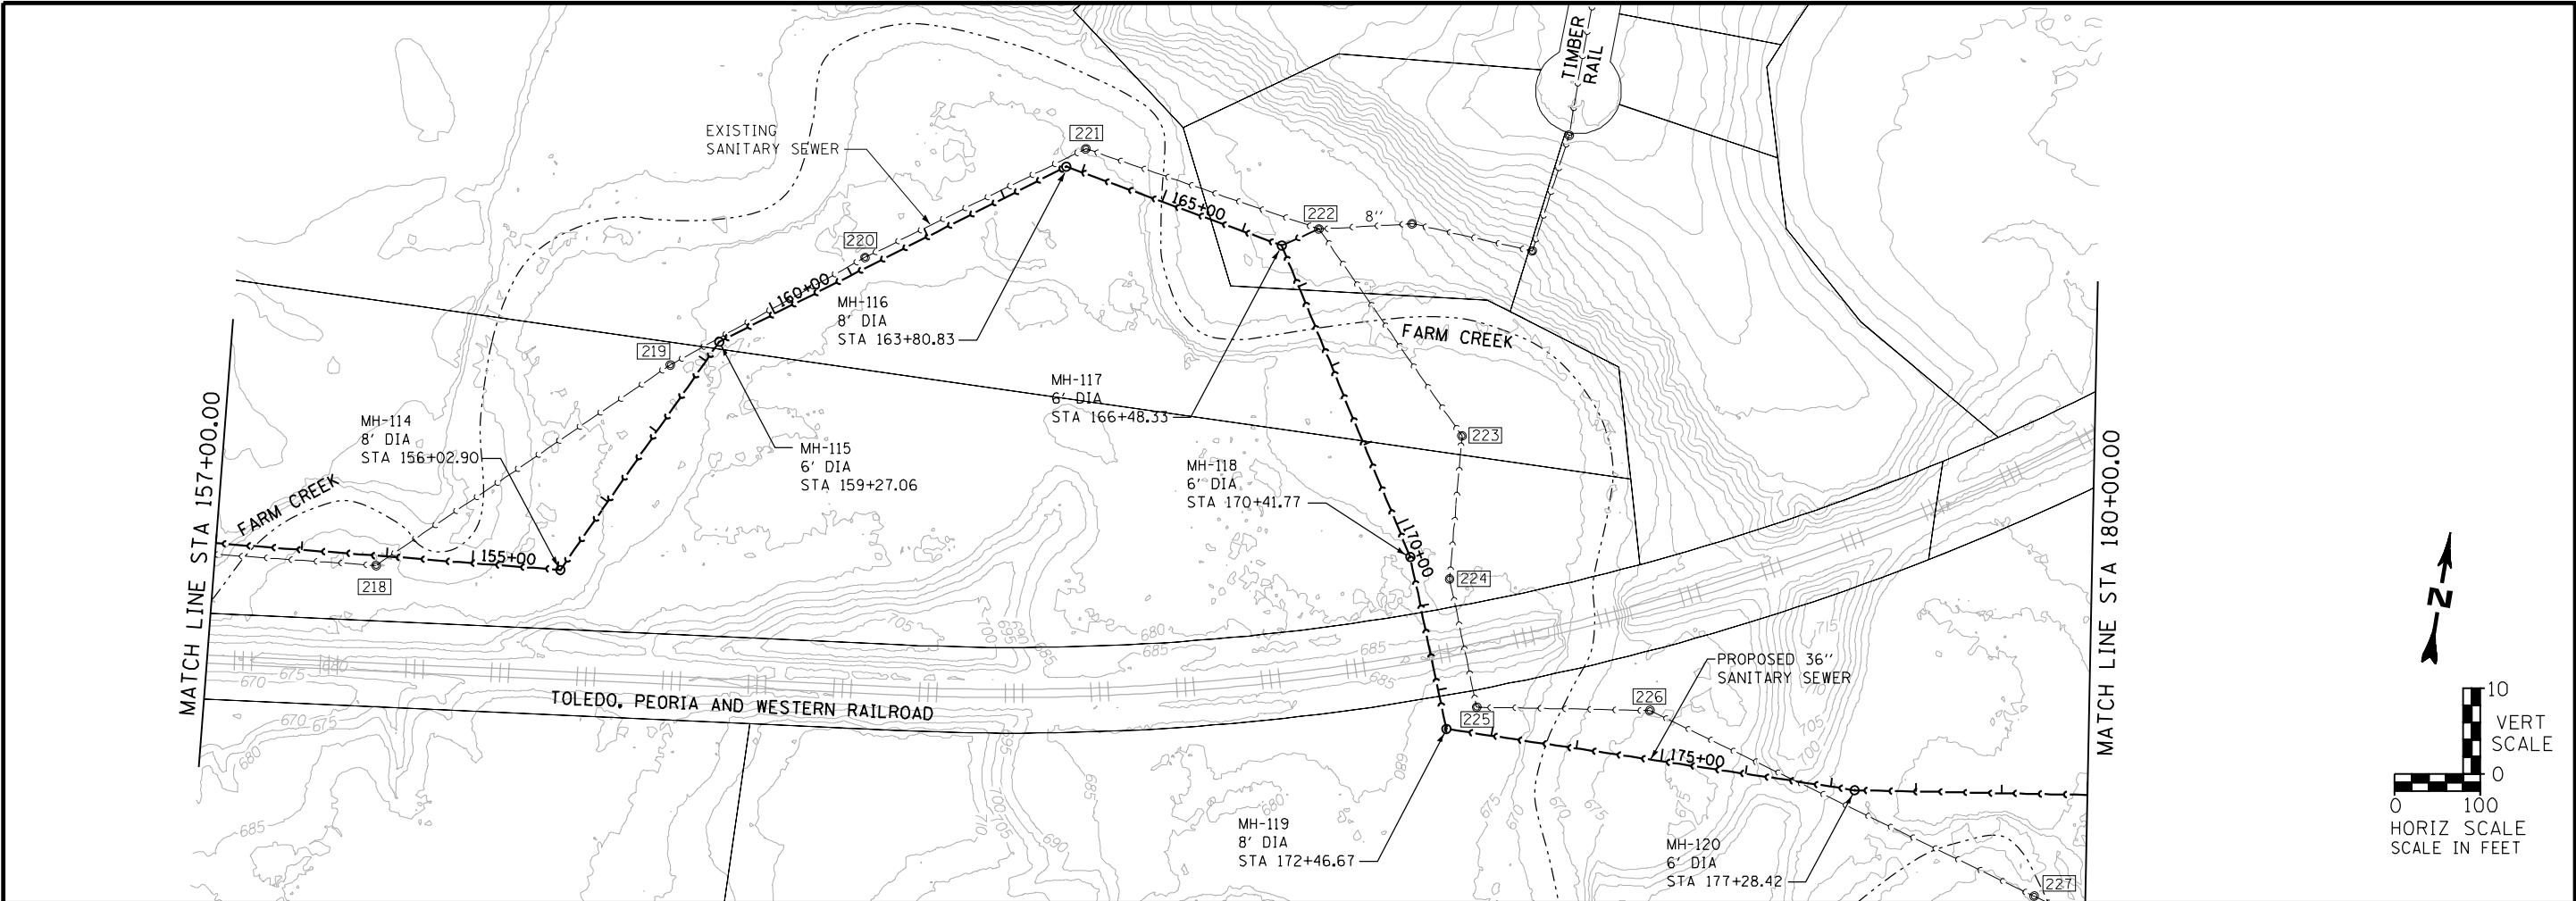 TIMBER
RAIL
EXISTING
SANITARY SEWER
221
165+00
222
8''
220
160+00
MH-116
8' DIA
STA 163+80.83
FARM CREEK
219
MH-117
6' DIA
STA 166+48.33
MH-114
8' DIA
STA 156+02.90
MH-115
6' DIA
STA 159+27.06
223
MH-118
6' DIA
STA 170+41.77
MATCH LINE STA 157+00.00
FARM CREEK
155+00
218
170+00
224
MATCH LINE STA 180+00.00
N
705
700
695
685
680
685
685
715
670
675
680
TOLEDO, PEORIA AND WESTERN RAILROAD
PROPOSED 36''
SANITARY SEWER
226
225
710
705
700
175+00
670
675
680
685
695
685
680
675
670
675
680
700
705
670
690
685
MH-119
8' DIA
STA 172+46.67
MH-120
6' DIA
STA 177+28.42
227
10
VERT
SCALE
0
0
100
HORIZ SCALE
SCALE IN FEET